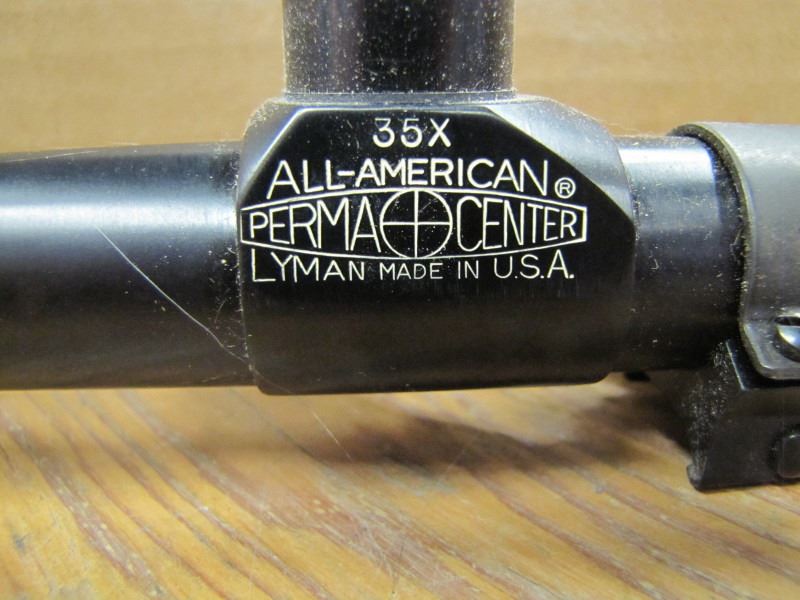 35X
ALL-AMERICAN®
PERMA CENTER
LYMAN MADE IN U.S.A.